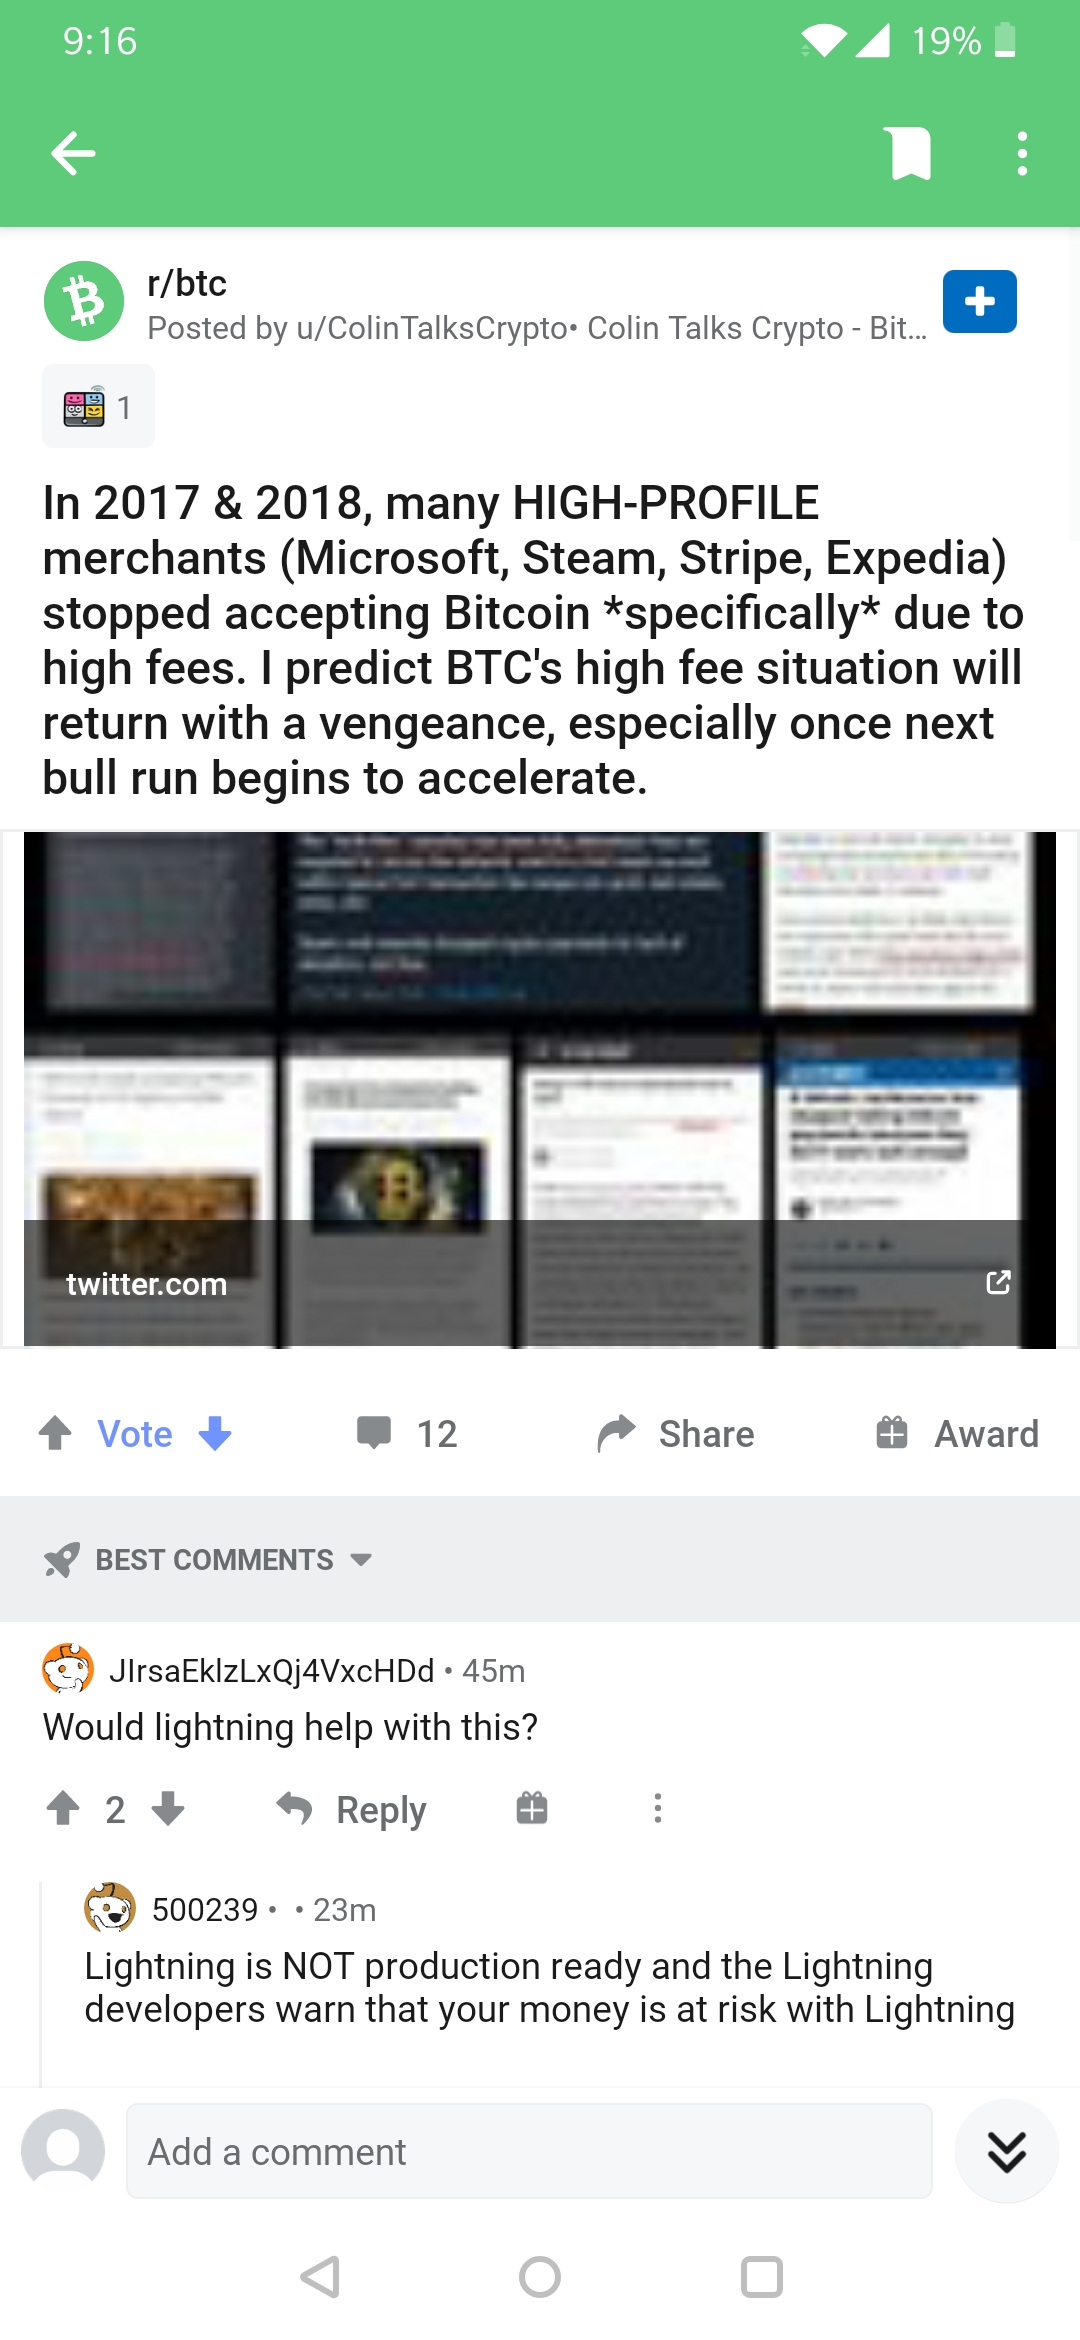 9:16
19%
r/btc
Posted by u/ColinTalksCrypto• Colin Talks Crypto - Bit...
1
In 2017 & 2018, many HIGH-PROFILE
merchants (Microsoft, Steam, Stripe, Expedia)
stopped accepting Bitcoin *specifically* due to
high fees. I predict BTC's high fee situation will
return with a vengeance, especially once next
bull run begins to accelerate.
twitter.com
Vote 12 Share Award
BEST COMMENTS
JIrsaEklzLxQj4VxcHDd • 45m
Would lightning help with this?
2 Reply
500239 • • 23m
Lightning is NOT production ready and the Lightning
developers warn that your money is at risk with Lightning
Add a comment